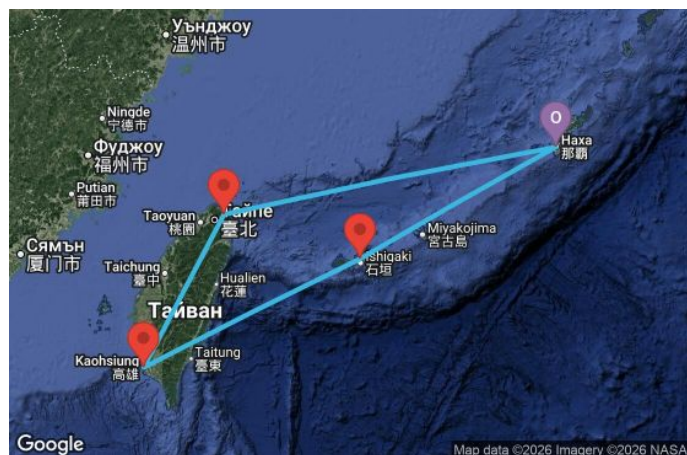 Уънджоу
温州市
Ningde
宁德市
Фуджоу
福州市
Putian
莆田市
Сямън
厦门市
O
Наха
那覇
Тайпе
臺北
Taoyuan
桃園
Miyakojima
宮古島
Ishigaki
石垣
Taichung
臺中
Hualien
花蓮
Тайван
Kaohsiung
高雄
Taitung
臺東
Google
Map data ©2026 Imagery ©2026 NASA